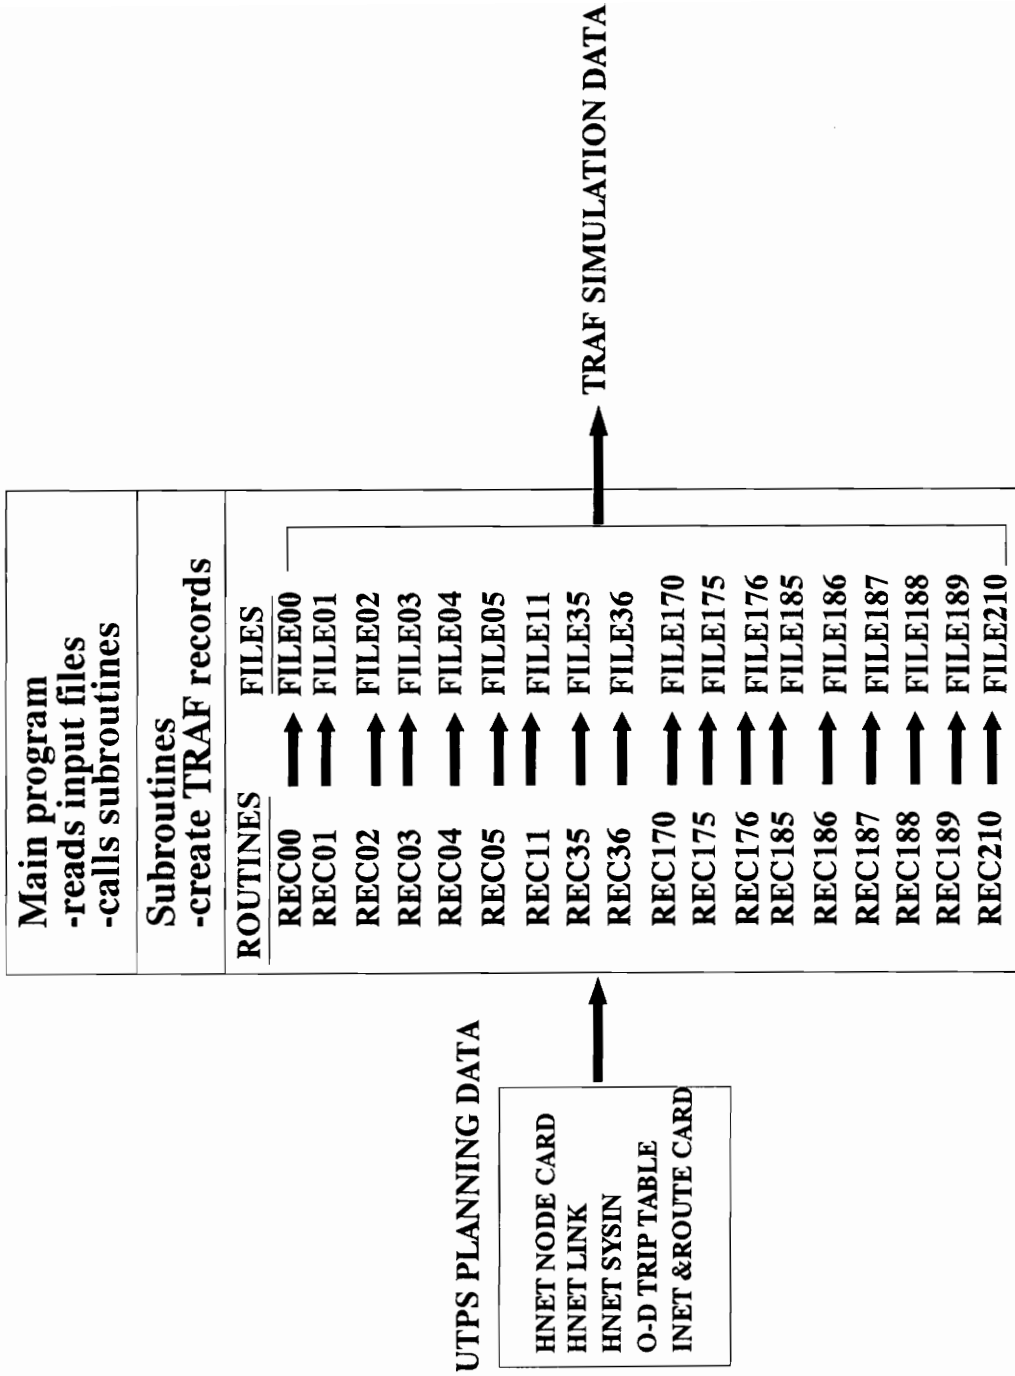 UTPS PLANNING DATA
HNET NODE CARD
HNET LINK
HNET SYSIN
O-D TRIP TABLE
INET &ROUTE CARD
Main program
-reads input files
-calls subroutines
Subroutines
-create TRAF records
ROUTINES FILES
REC00 FILE00
REC01 FILE01
REC02 FILE02
REC03 FILE03
REC04 FILE04
REC05 FILE05
REC11 FILE11
REC35 FILE35
REC36 FILE36
REC170 FILE170
REC175 FILE175
REC176 FILE176
REC185 FILE185
REC186 FILE186
REC187 FILE187
REC188 FILE188
REC189 FILE189
REC210 FILE210
TRAF SIMULATION DATA